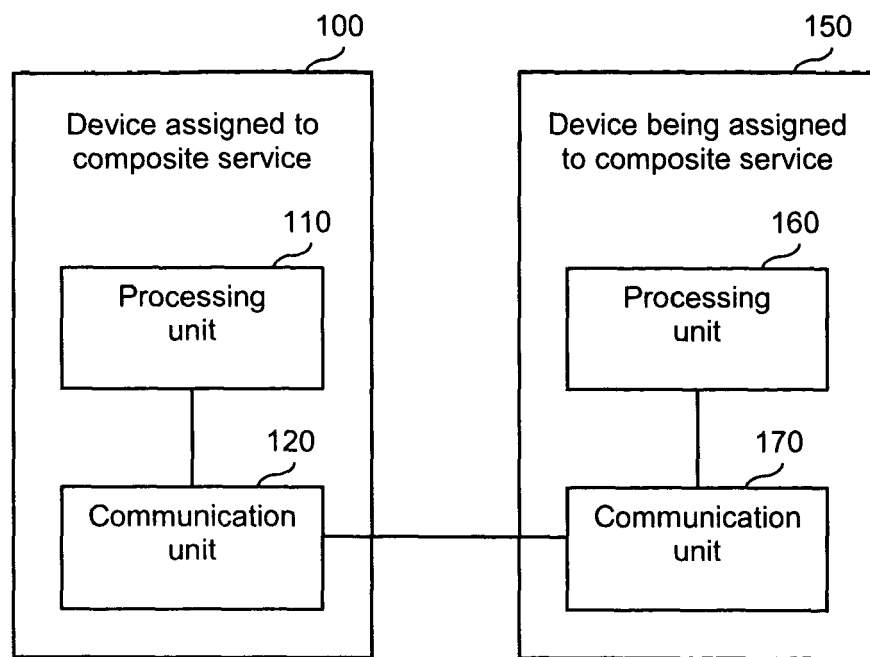 100
150
Device assigned to
composite service
Device being assigned
to composite service
110
160
Processing
unit
Processing
unit
120
170
Communication
unit
Communication
unit